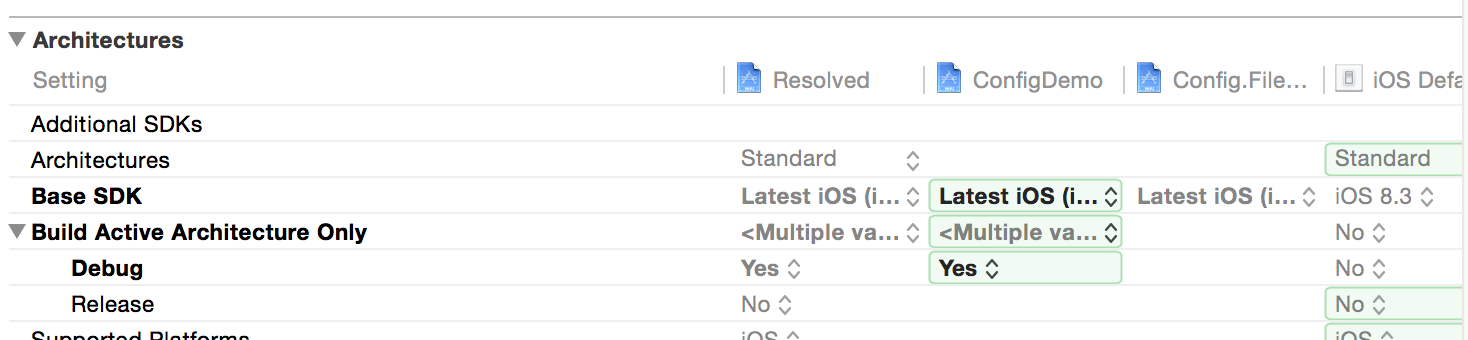 Architectures
Setting Resolved ConfigDemo Config.File... iOS Defa
Additional SDKs
Architectures Standard Standard
Base SDK Latest iOS (i... Latest iOS (i... Latest iOS (i... iOS 8.3
Build Active Architecture Only <Multiple va... <Multiple va... No
Debug Yes Yes No
Release No No
Supported Platforms iOS iOS